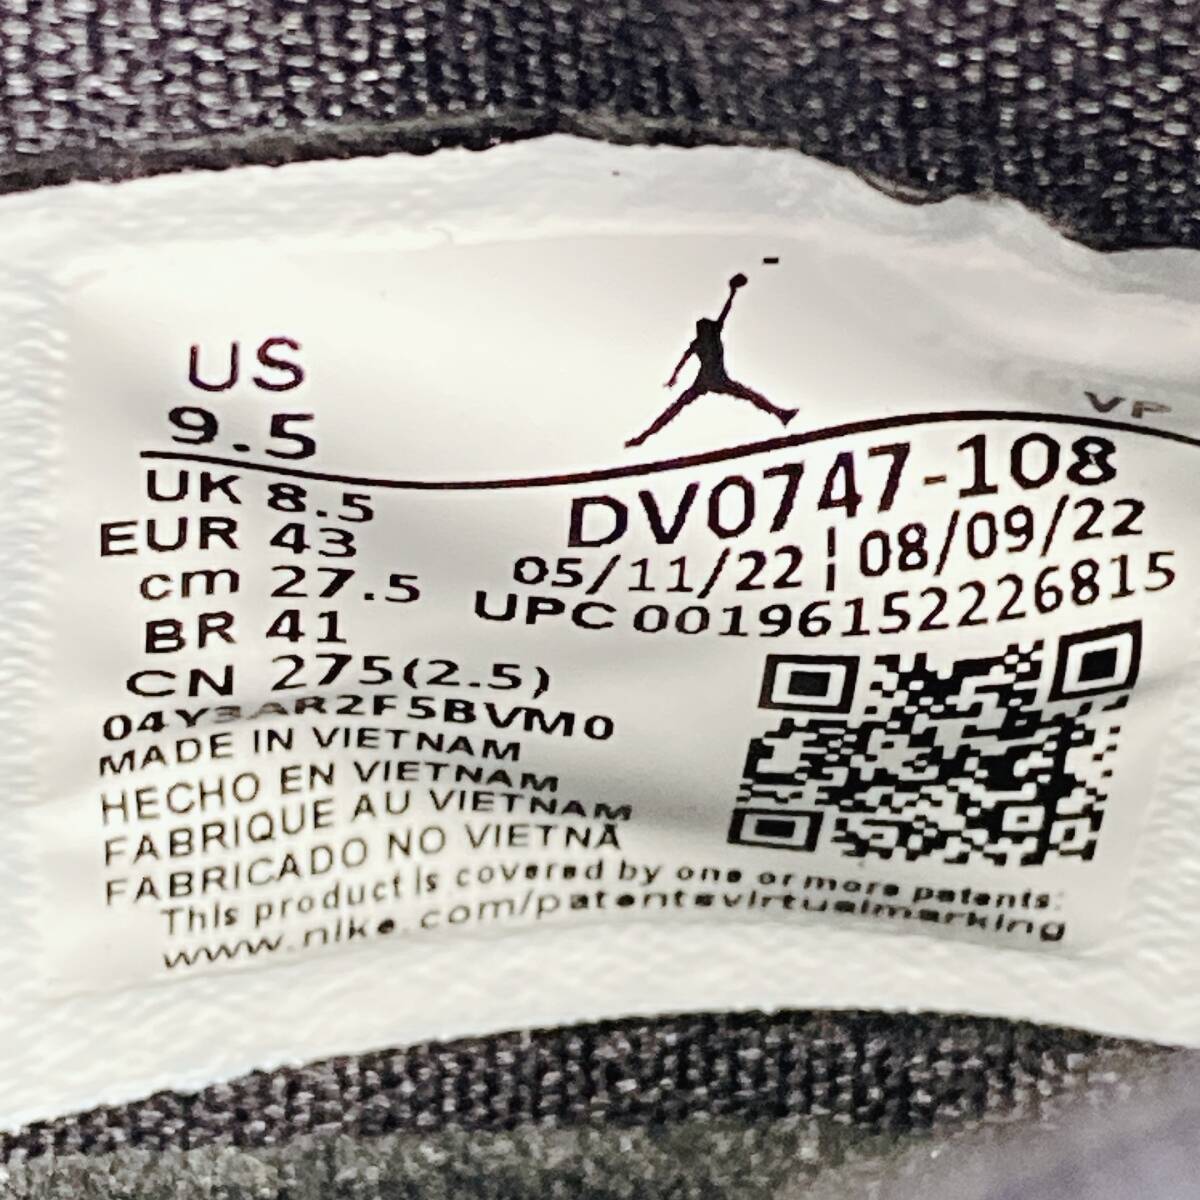 US
9.5
VP
UK 8.5
EUR 43
cm 27.5
BR 41
CN 275(2.5)
DV0747-108
05/11/22 ¦ 08/09/22
UPC 00196152226815
04Y3AR2F5BVM0
MADE IN VIETNAM
HECHO EN VIETNAM
FABRIQUE AU VIETNAM
FABRICADO NO VIETNÃ
This product is covered by one or more patents:
www.nike.com/patentsvirtualmarking